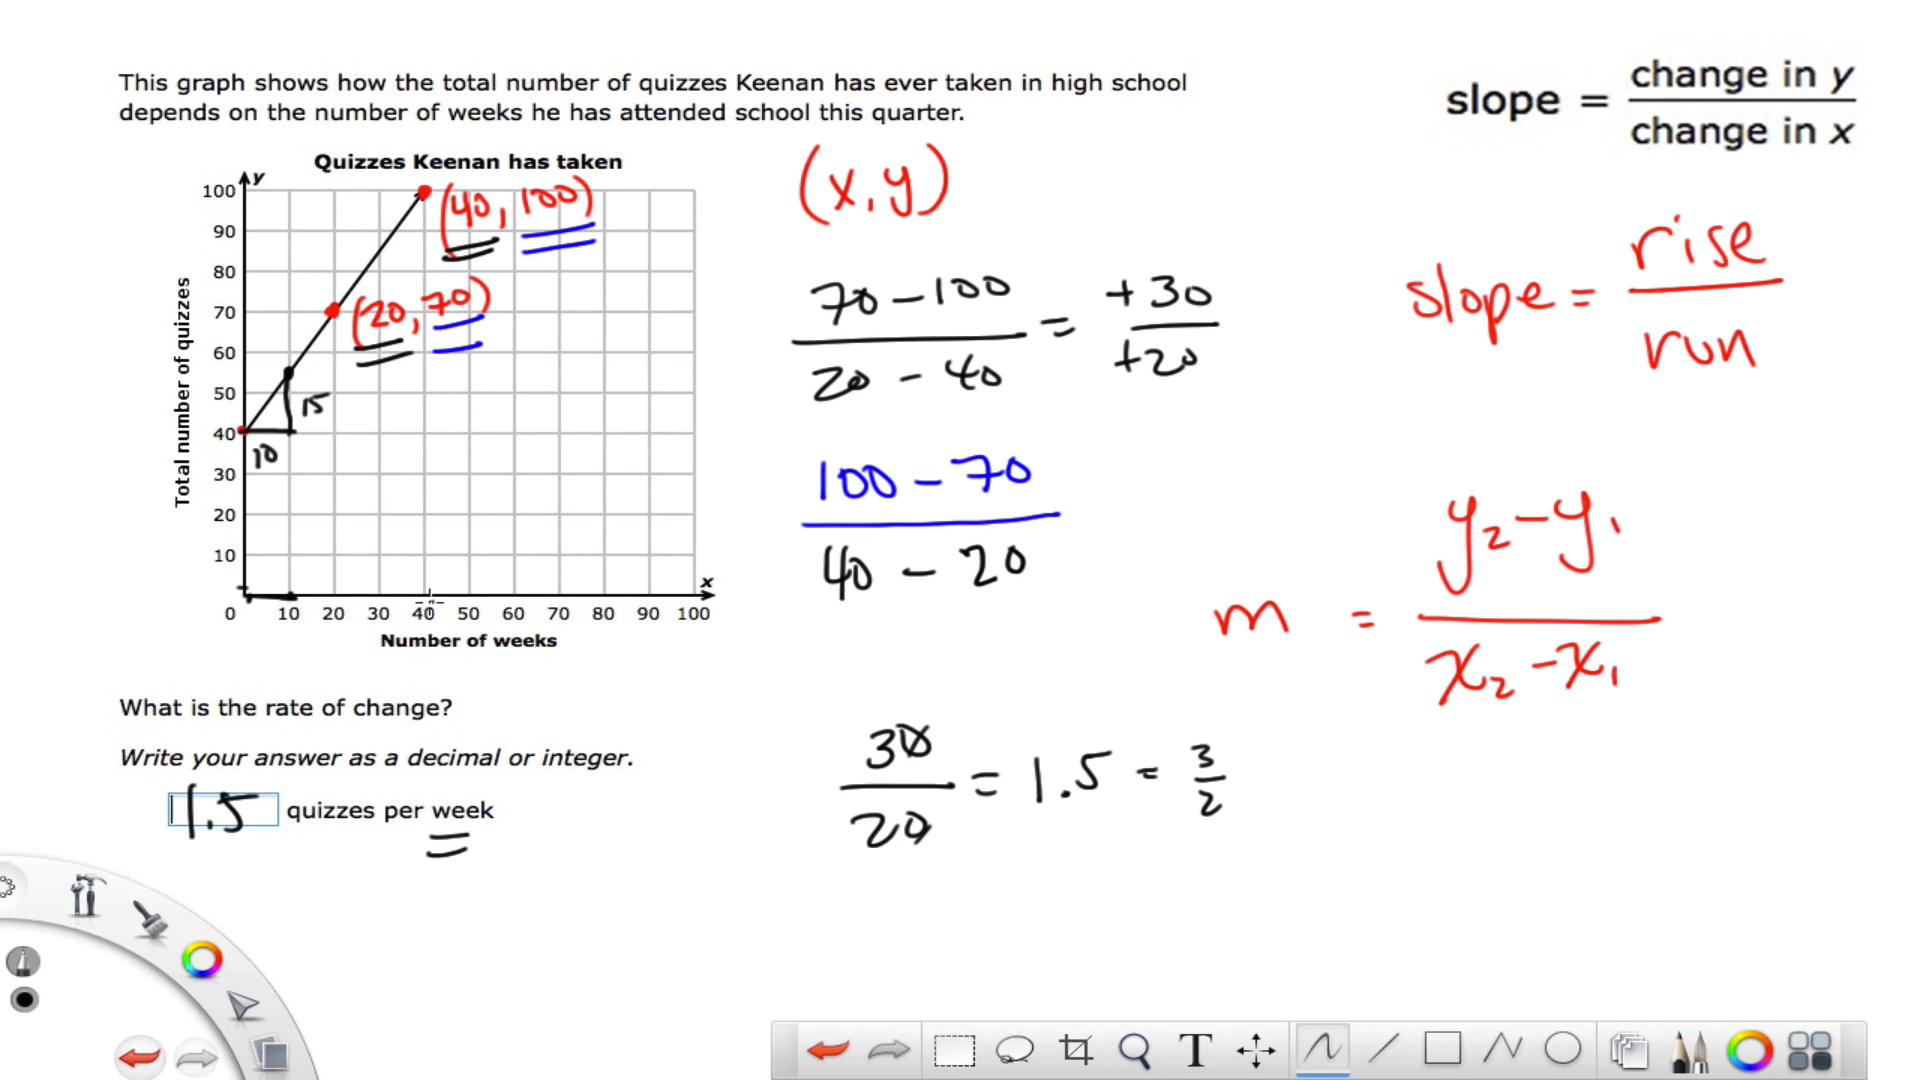 This graph shows how the total number of quizzes Keenan has ever taken in high school
depends on the number of weeks he has attended school this quarter.
slope = change in y / change in x
Quizzes Keenan has taken
y
100
90
80
70
60
50
40
30
20
10
Total number of quizzes
(40, 100)
(20, 70)
15
10
x
0 10 20 30 40 50 60 70 80 90 100
Number of weeks
(x, y)
70 - 100 / 20 - 40 = +30 / +20
100 - 70
40 - 20
slope = rise / run
m = y₂ - y₁ / x₂ - x₁
What is the rate of change?
Write your answer as a decimal or integer.
1.5 quizzes per week
30 / 20 = 1.5 = 3 / 2
T